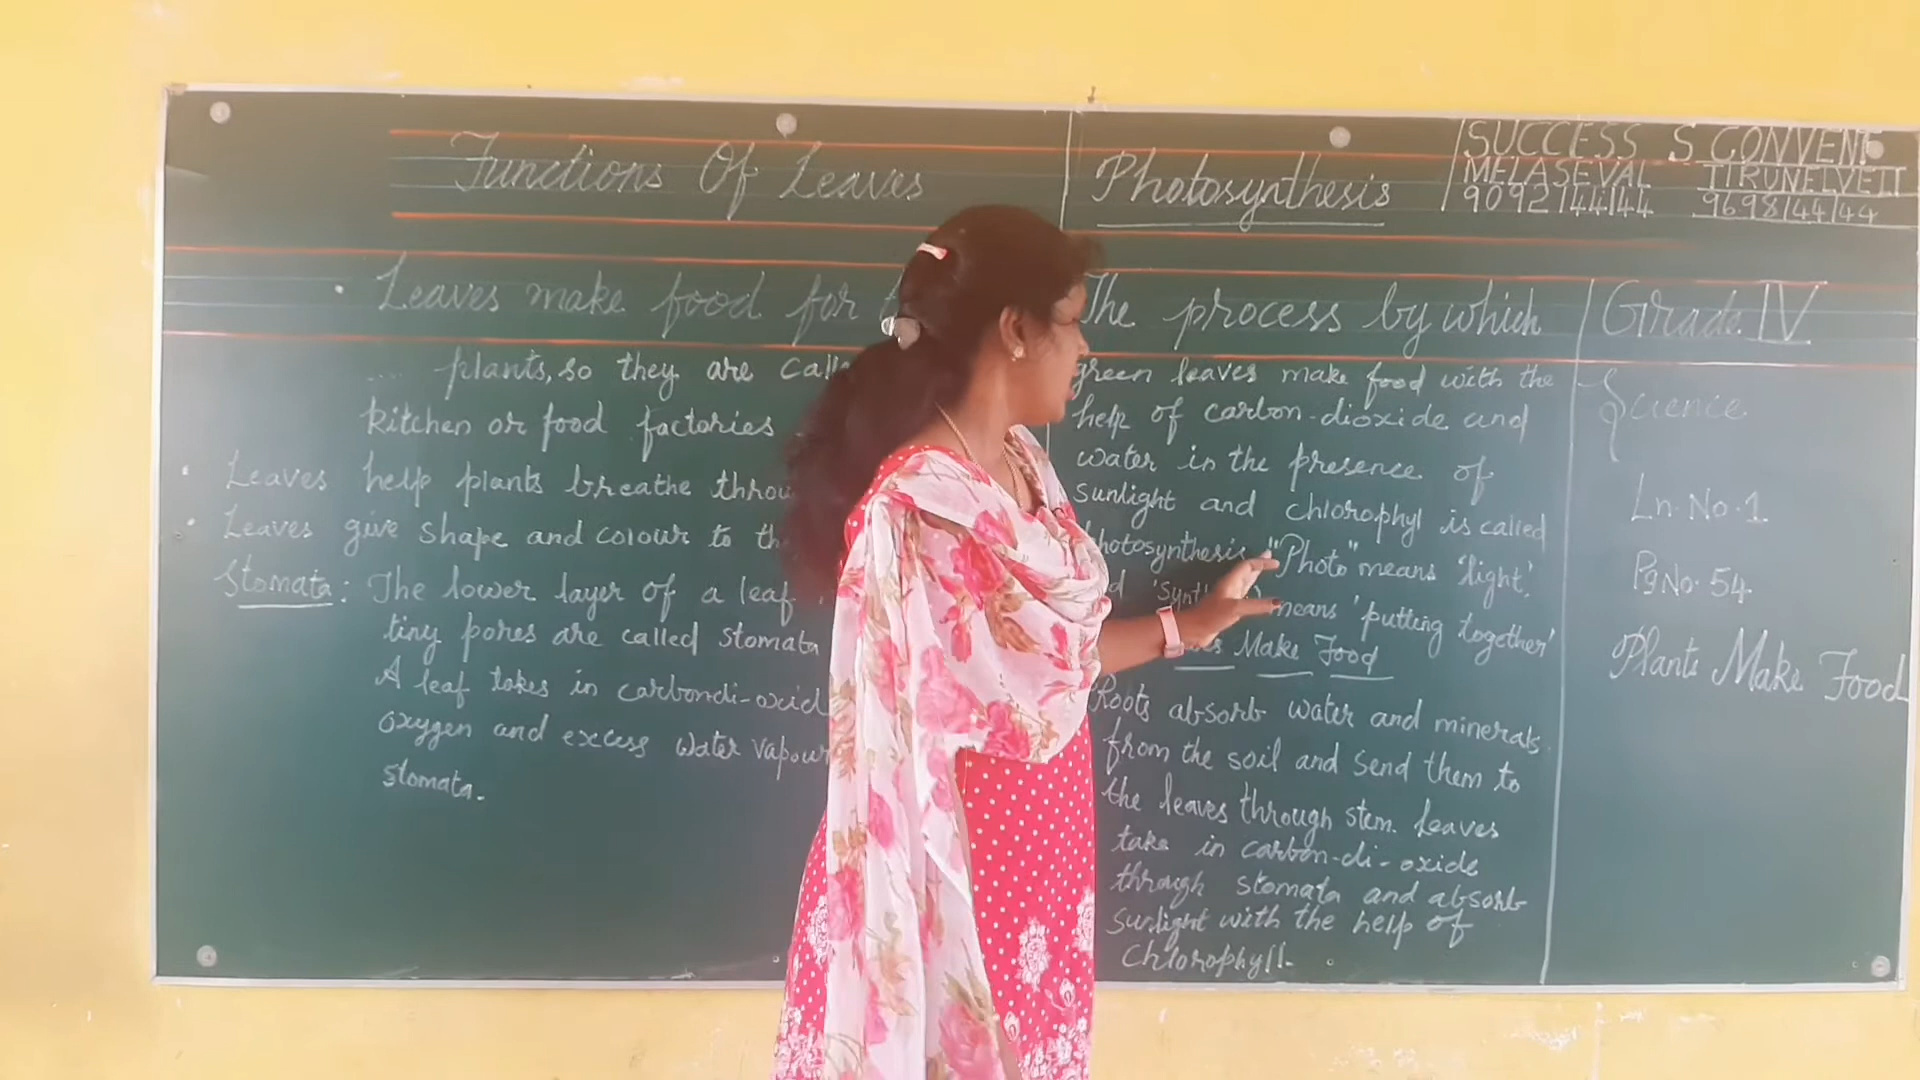 Functions Of Leaves
. Leaves make food for
plants, so they are calle
kitchen or food factories
. Leaves help plants breathe throu
. Leaves give shape and colour to th
Stomata: The lower layer of a leaf
tiny pores are called stomata
A leaf takes in carbondi-oxid
oxygen and excess water vapour
stomata.
Photosynthesis
The process by which
green leaves make food with the
help of carbon-dioxide and
water in the presence of
sunlight and chlorophyl is called
photosynthesis "Photo" means 'light'.
means 'putting together'
Make Food
Roots absorb water and minerals
from the soil and send them to
the leaves through stem. Leaves
take in carbon-di-oxide
through stomata and absorb
sunlight with the help of
Chlorophyll.
SUCCESS S CONVENT
MELASEVAL TIRUNELVELI
9092144144 9698144144
Grade IV
Science
Ln. No. 1
Pg No. 54
Plants Make Food